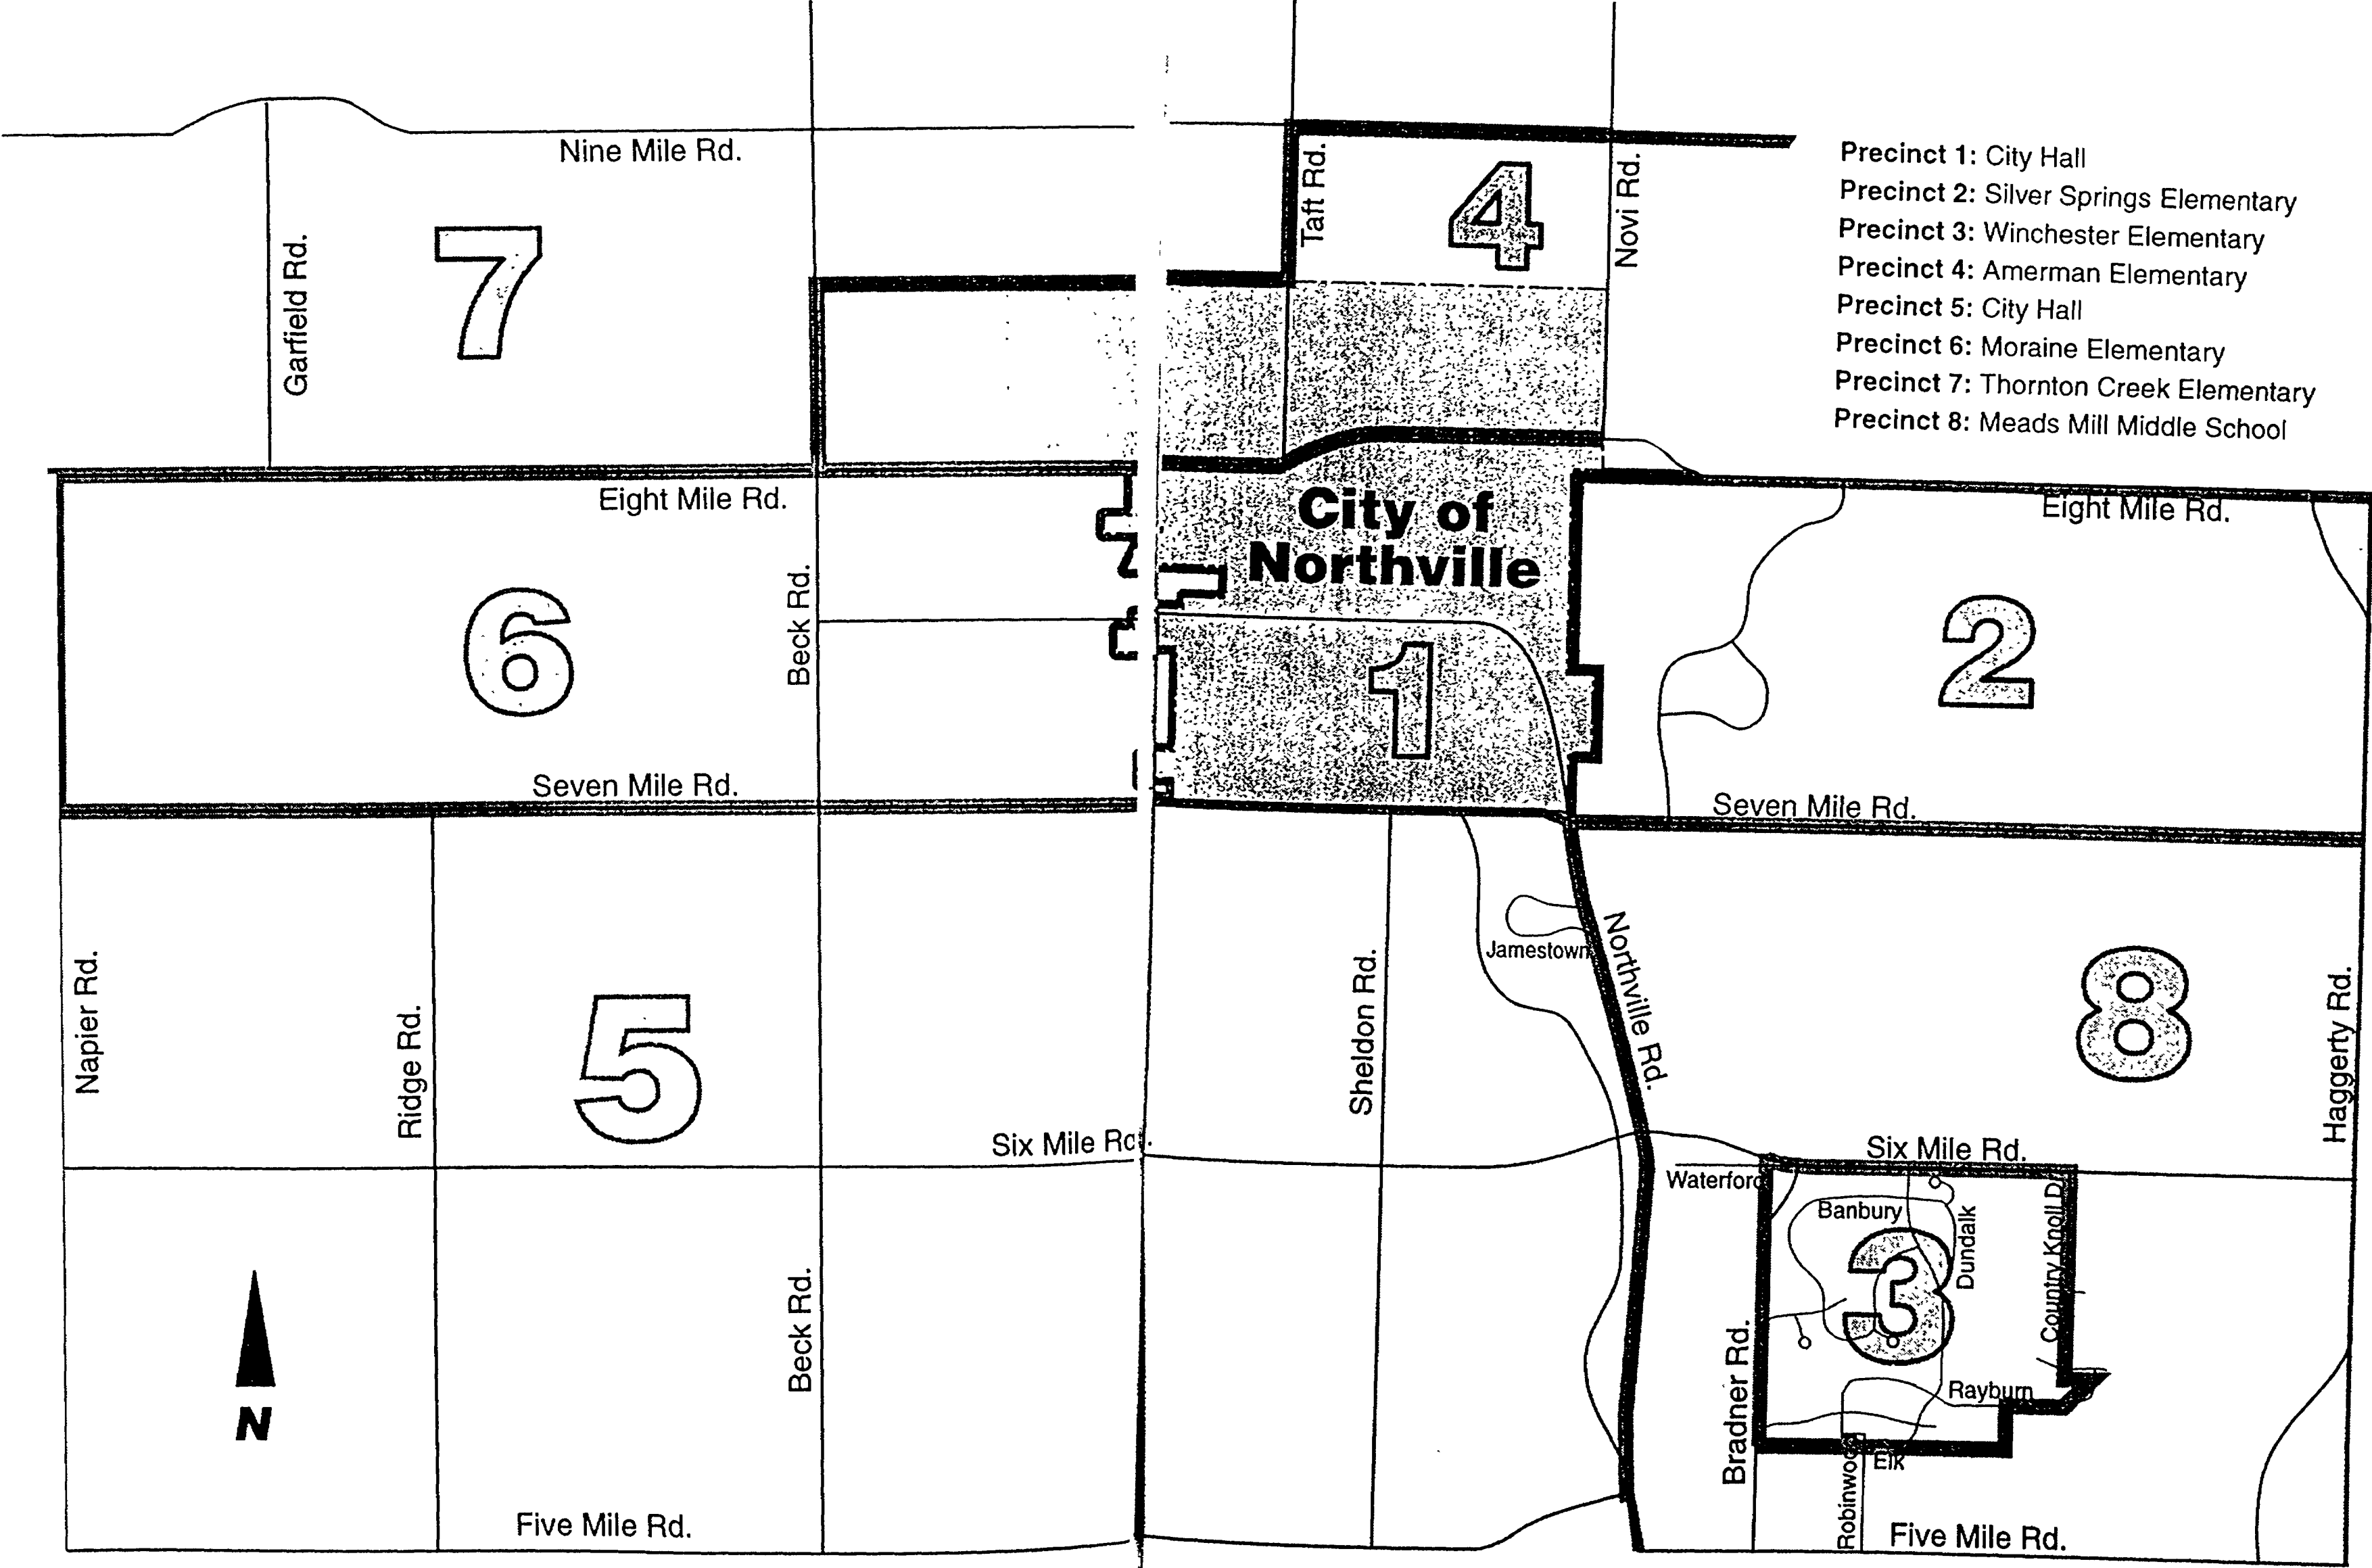 Nine Mile Rd.
Garfield Rd.
7
Taft Rd.
4
Novi Rd.
Precinct 1: City Hall
Precinct 2: Silver Springs Elementary
Precinct 3: Winchester Elementary
Precinct 4: Amerman Elementary
Precinct 5: City Hall
Precinct 6: Moraine Elementary
Precinct 7: Thornton Creek Elementary
Precinct 8: Meads Mill Middle School
Eight Mile Rd.
Eight Mile Rd.
City of
Northville
6
Beck Rd.
1
2
Seven Mile Rd.
Seven Mile Rd.
Napier Rd.
Ridge Rd.
5
Jamestown
Sheldon Rd.
Northville Rd.
8
Haggerty Rd.
Six Mile Rd.
Six Mile Rd.
Waterford
Banbury
Dundalk
Country Knoll Dr.
3
N
Beck Rd.
Bradner Rd.
Rayburn
Elk
Robinwood
Five Mile Rd.
Five Mile Rd.